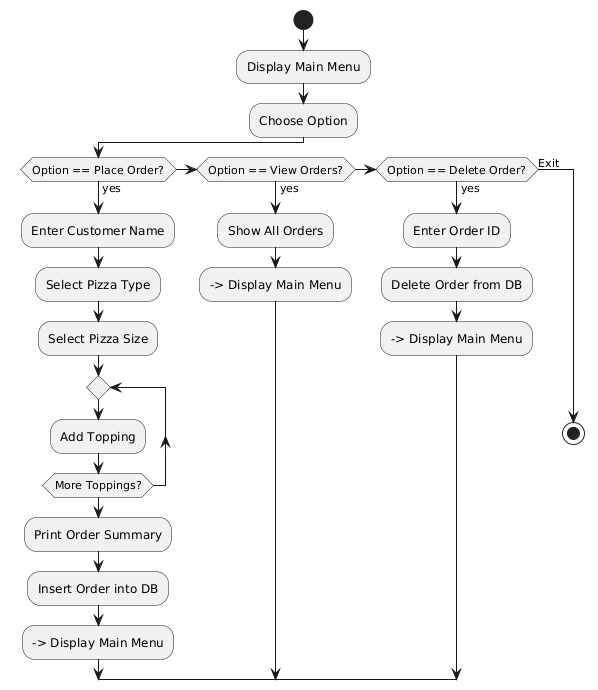 Display Main Menu
Choose Option
Option == Place Order?
yes
Enter Customer Name
Select Pizza Type
Select Pizza Size
Add Topping
More Toppings?
Print Order Summary
Insert Order into DB
-> Display Main Menu
Option == View Orders?
yes
Show All Orders
-> Display Main Menu
Option == Delete Order?
yes
Enter Order ID
Delete Order from DB
-> Display Main Menu
Exit